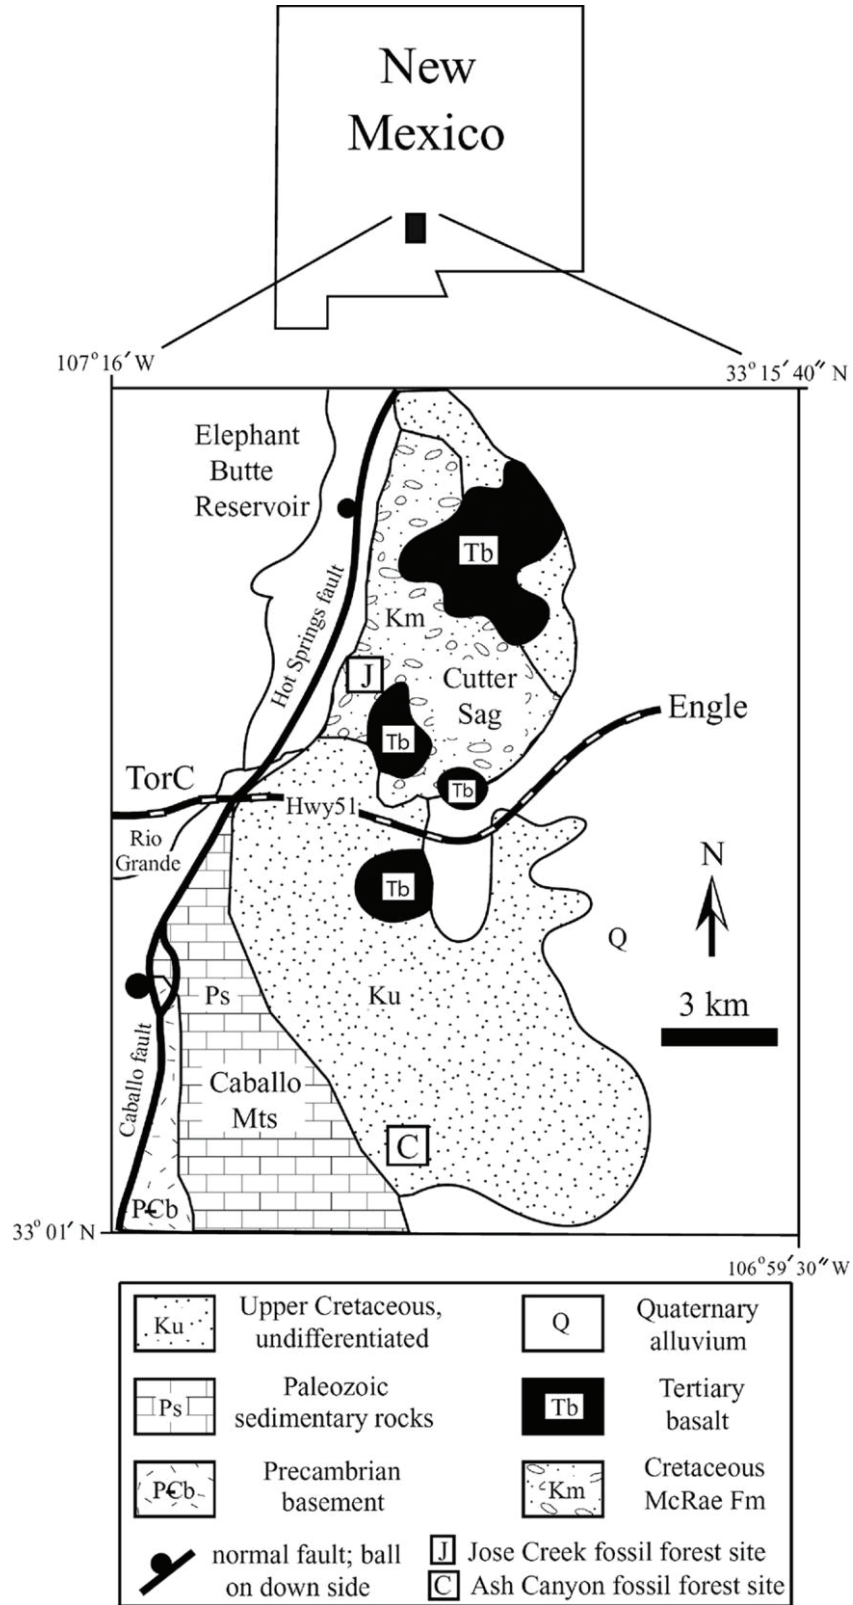 New
Mexico
107°16′ W
33° 15′ 40″ N
Elephant
Butte
Reservoir
Tb
Hot Springs fault
Km
J
Cutter
Sag
Tb
Engle
TorC
Tb
Hwy51
Rio
Grande
N
Tb
Q
Ps
Ku
3 km
Caballo fault
Caballo
Mts
C
PꞒb
33° 01′ N
106°59′ 30″ W
Ku
Upper Cretaceous,
undifferentiated
Q
Quaternary
alluvium
Ps
Paleozoic
sedimentary rocks
Tb
Tertiary
basalt
PꞒb
Precambrian
basement
Km
Cretaceous
McRae Fm
normal fault; ball
on down side
J Jose Creek fossil forest site
C Ash Canyon fossil forest site